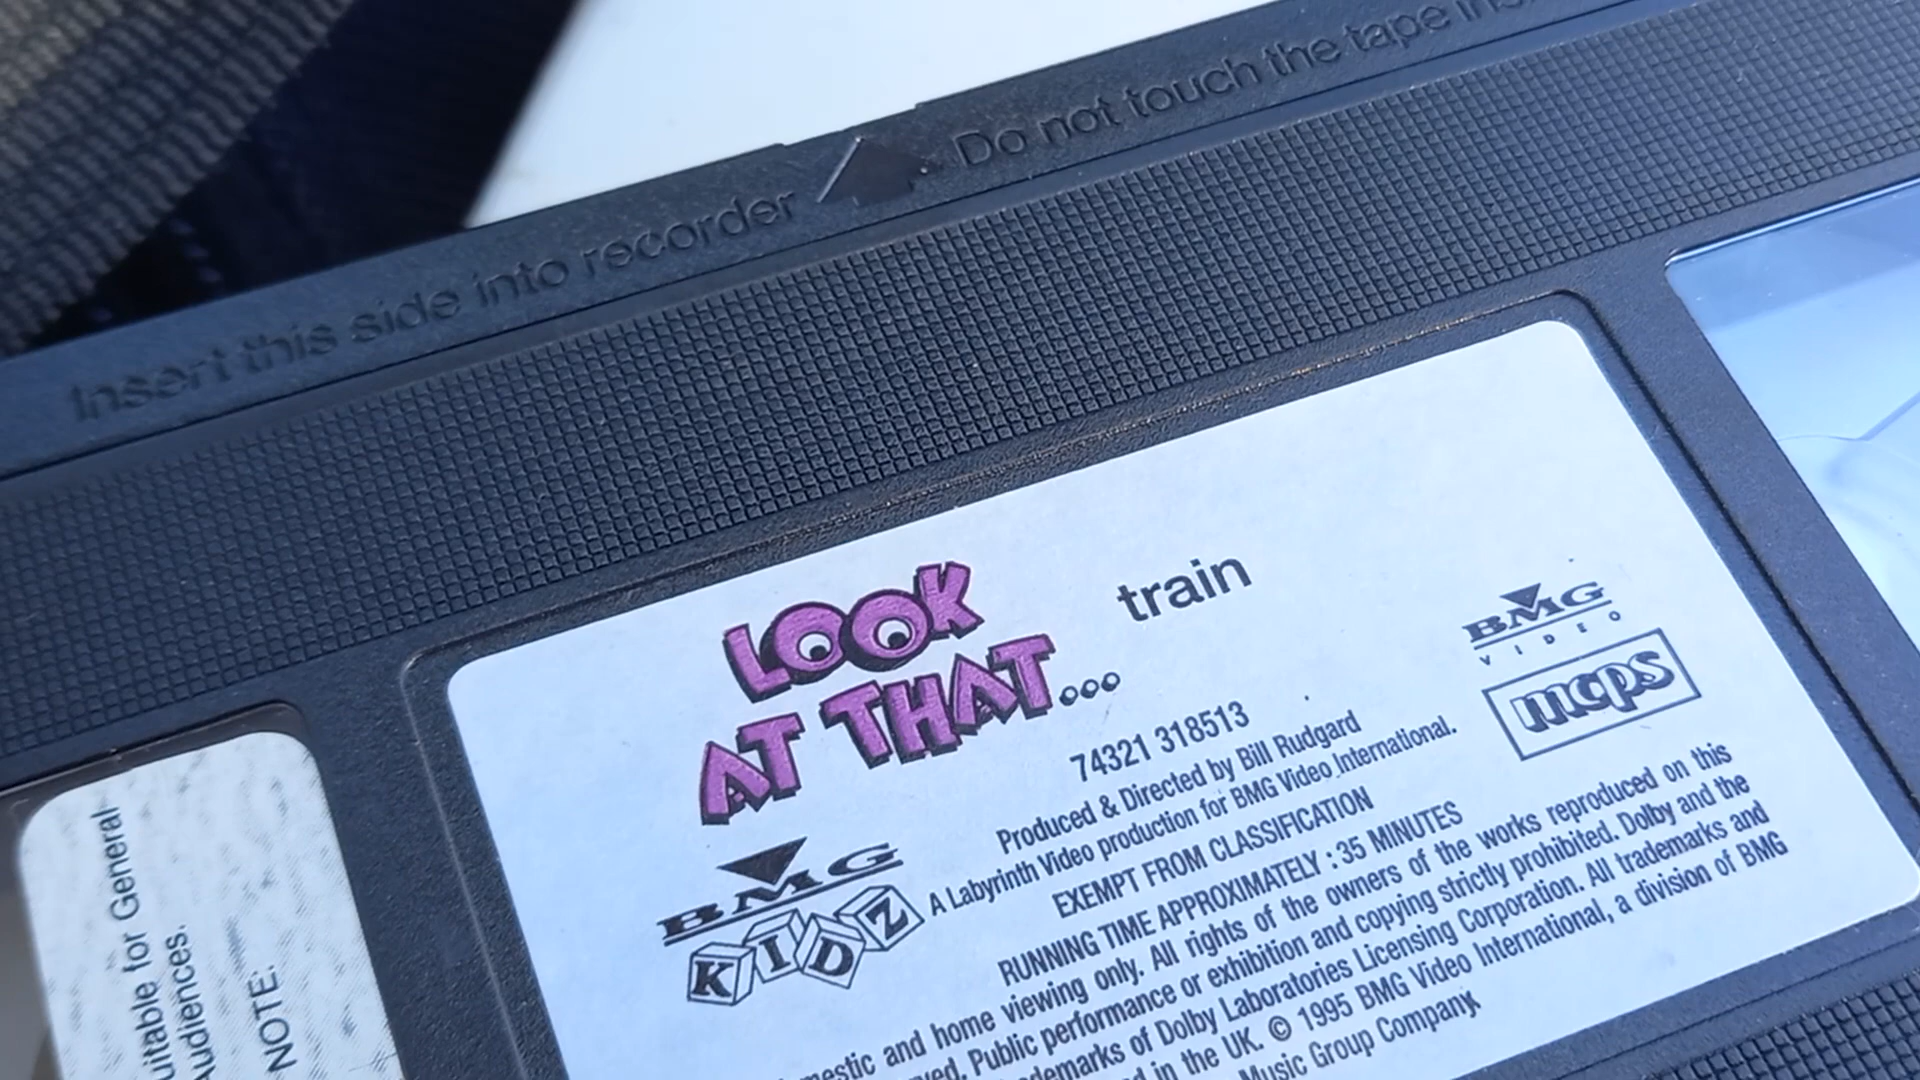 Insert this side into recorder
Do not touch the tape
LOOK
AT THAT...
train
BMG
VIDEO
mcps
74321 318513
Produced & Directed by Bill Rudgard
A Labyrinth Video production for BMG Video International.
EXEMPT FROM CLASSIFICATION
RUNNING TIME APPROXIMATELY : 35 MINUTES
BMG
KIDZ
and home viewing only. All rights of the owners of the works reproduced on this
Public performance or exhibition and copying strictly prohibited. Dolby and the
of Dolby Laboratories Licensing Corporation. All trademarks and
in the UK. © 1995 BMG Video International, a division of BMG
Music Group Company.
uitable for General
Audiences.
NOTE: